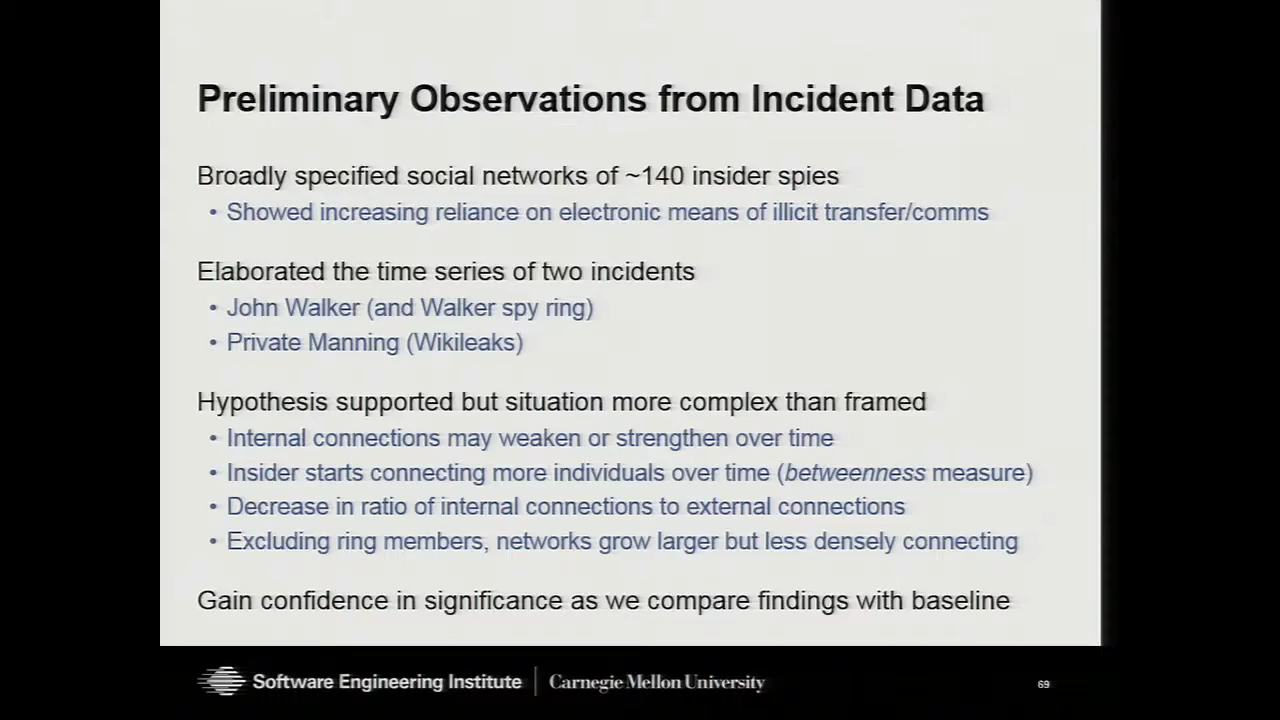 Preliminary Observations from Incident Data
Broadly specified social networks of ~140 insider spies
• Showed increasing reliance on electronic means of illicit transfer/comms
Elaborated the time series of two incidents
• John Walker (and Walker spy ring)
• Private Manning (Wikileaks)
Hypothesis supported but situation more complex than framed
• Internal connections may weaken or strengthen over time
• Insider starts connecting more individuals over time (betweenness measure)
• Decrease in ratio of internal connections to external connections
• Excluding ring members, networks grow larger but less densely connecting
Gain confidence in significance as we compare findings with baseline
Software Engineering Institute | Carnegie Mellon University
69